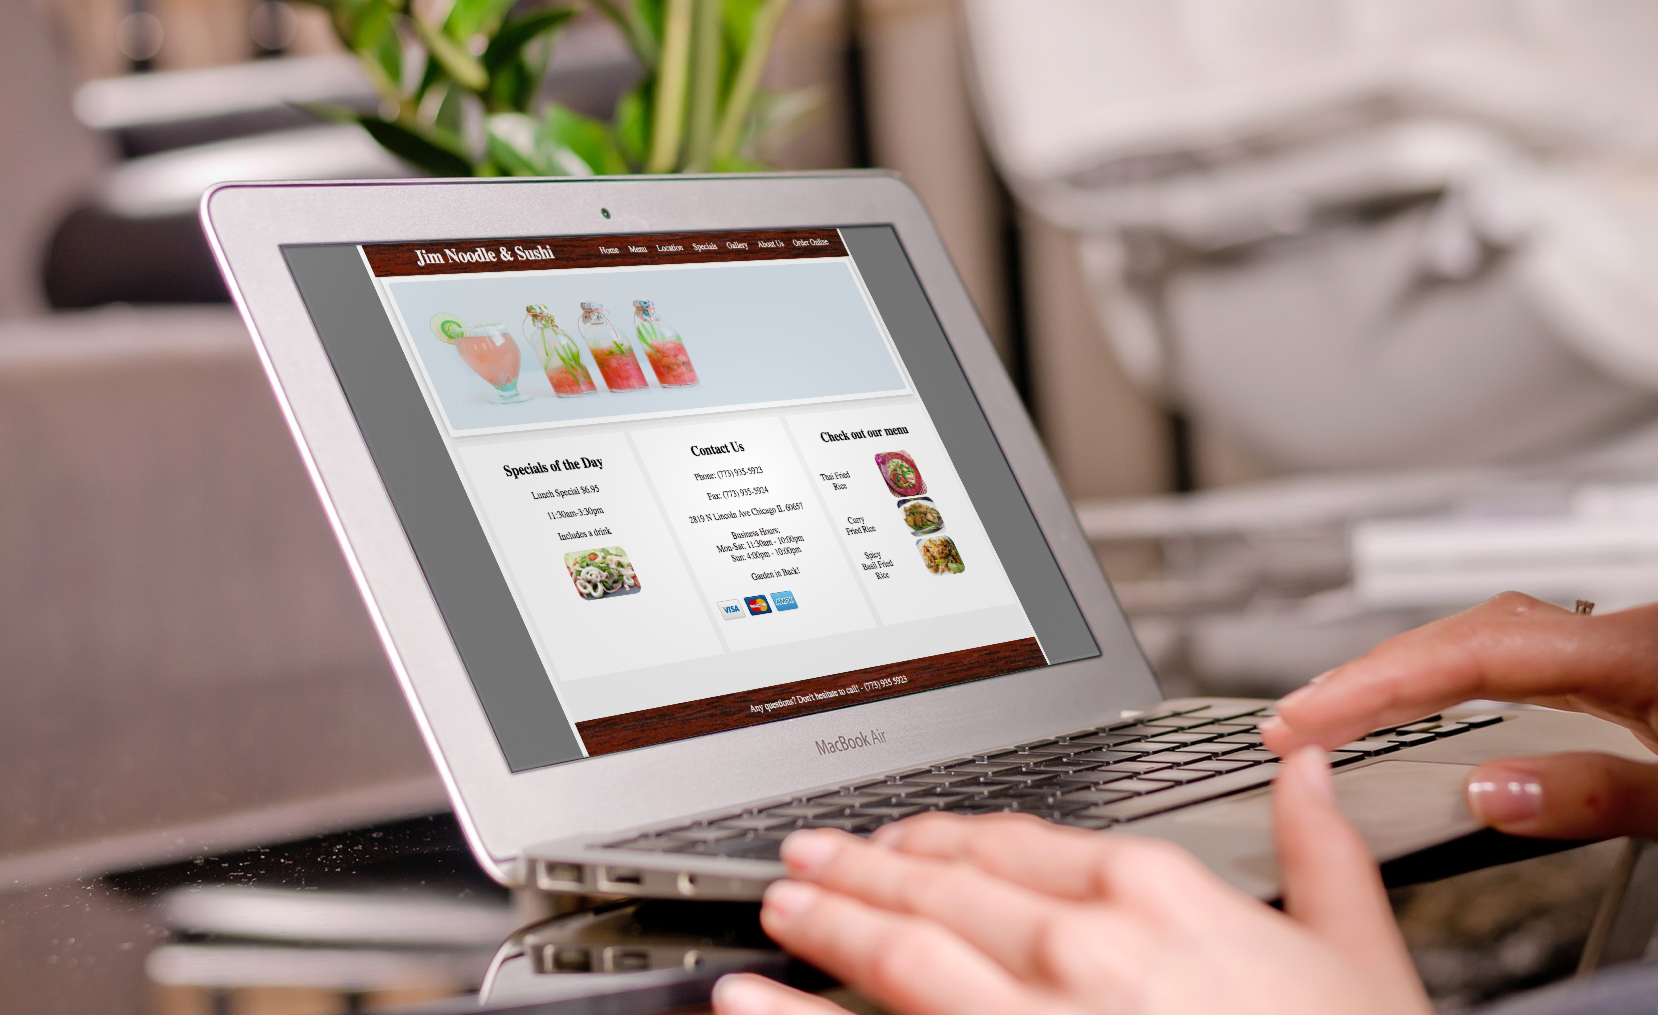 Jim Noodle & Sushi
Home Menu Location Specials Gallery About Us Order Online
Specials of the Day
Lunch Special $6.95
11:30am-3:30pm
Includes a drink
Contact Us
Phone: (773) 935-5923
Fax: (773) 935-5924
2819 N Lincoln Ave Chicago IL 60657
Business Hours:
Mon-Sat: 11:30am - 10:00pm
Sun: 4:00pm - 10:00pm
Garden in Back!
VISA
MasterCard
AMEX
Check out our menu
Thai Fried
Rice
Curry
Fried Rice
Spicy
Basil Fried
Rice
Any questions? Don't hesitate to call! - (773) 935 5923
MacBook Air